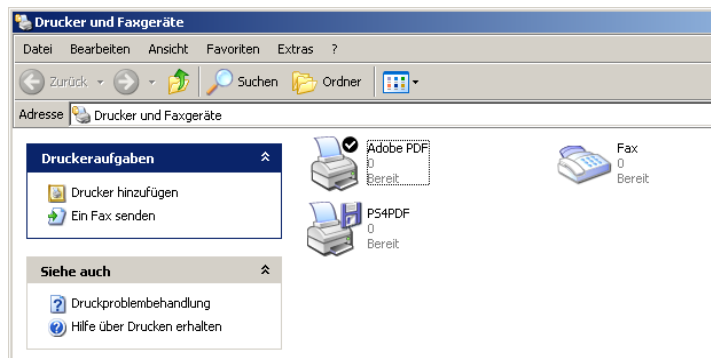 Drucker und Faxgeräte
Datei Bearbeiten Ansicht Favoriten Extras ?
Zurück Suchen Ordner
Adresse Drucker und Faxgeräte
Druckeraufgaben
Drucker hinzufügen
Ein Fax senden
Siehe auch
Druckproblembehandlung
Hilfe über Drucken erhalten
Adobe PDF
0
Bereit
Fax
0
Bereit
PS4PDF
0
Bereit